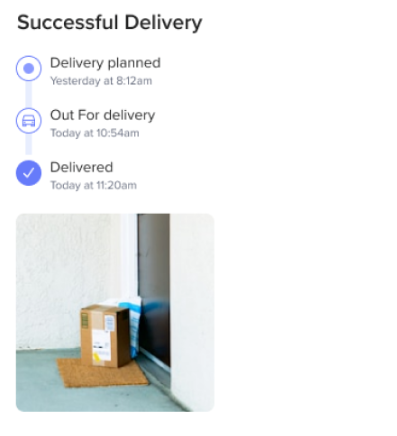 Successful Delivery
Delivery planned
Yesterday at 8:12am
Out For delivery
Today at 10:54am
Delivered
Today at 11:20am